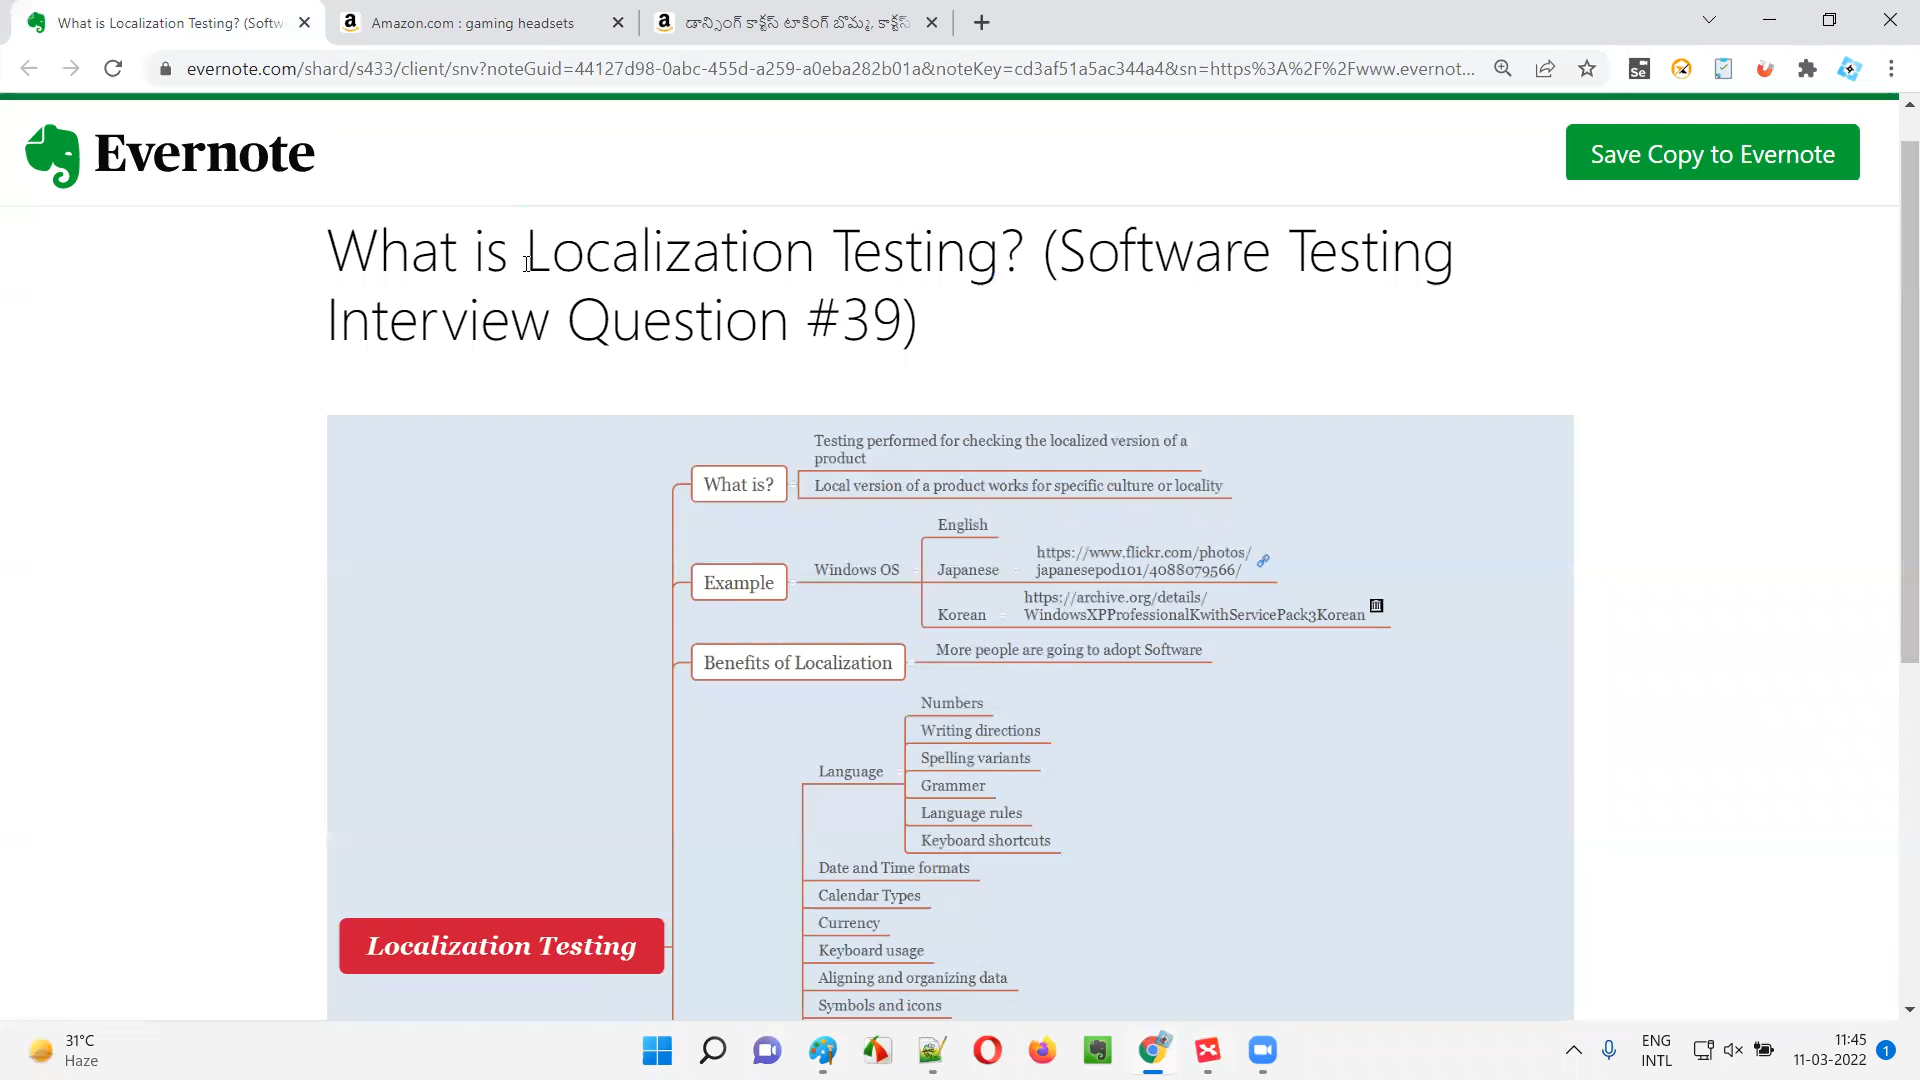 What is Localization Testing? (Softw
Amazon.com : gaming headsets
డాన్సింగ్ కాక్టస్ టాకింగ్ బొమ్మ, కాక్టస్
evernote.com/shard/s433/client/snv?noteGuid=44127d98-0abc-455d-a259-a0eba282b01a&noteKey=cd3af51a5ac344a4&sn=https%3A%2F%2Fwww.evernot...
Evernote
Save Copy to Evernote
What is Localization Testing? (Software Testing
Interview Question #39)
Testing performed for checking the localized version of a
product
What is?
Local version of a product works for specific culture or locality
English
Example
Windows OS
Japanese
https://www.flickr.com/photos/
japanesepod101/4088079566/
Korean
https://archive.org/details/
WindowsXPProfessionalKwithServicePack3Korean
Benefits of Localization
More people are going to adopt Software
Numbers
Writing directions
Spelling variants
Language
Grammer
Language rules
Keyboard shortcuts
Date and Time formats
Calendar Types
Currency
Localization Testing
Keyboard usage
Aligning and organizing data
Symbols and icons
31°C
Haze
Se
ENG
INTL
11:45
11-03-2022
1